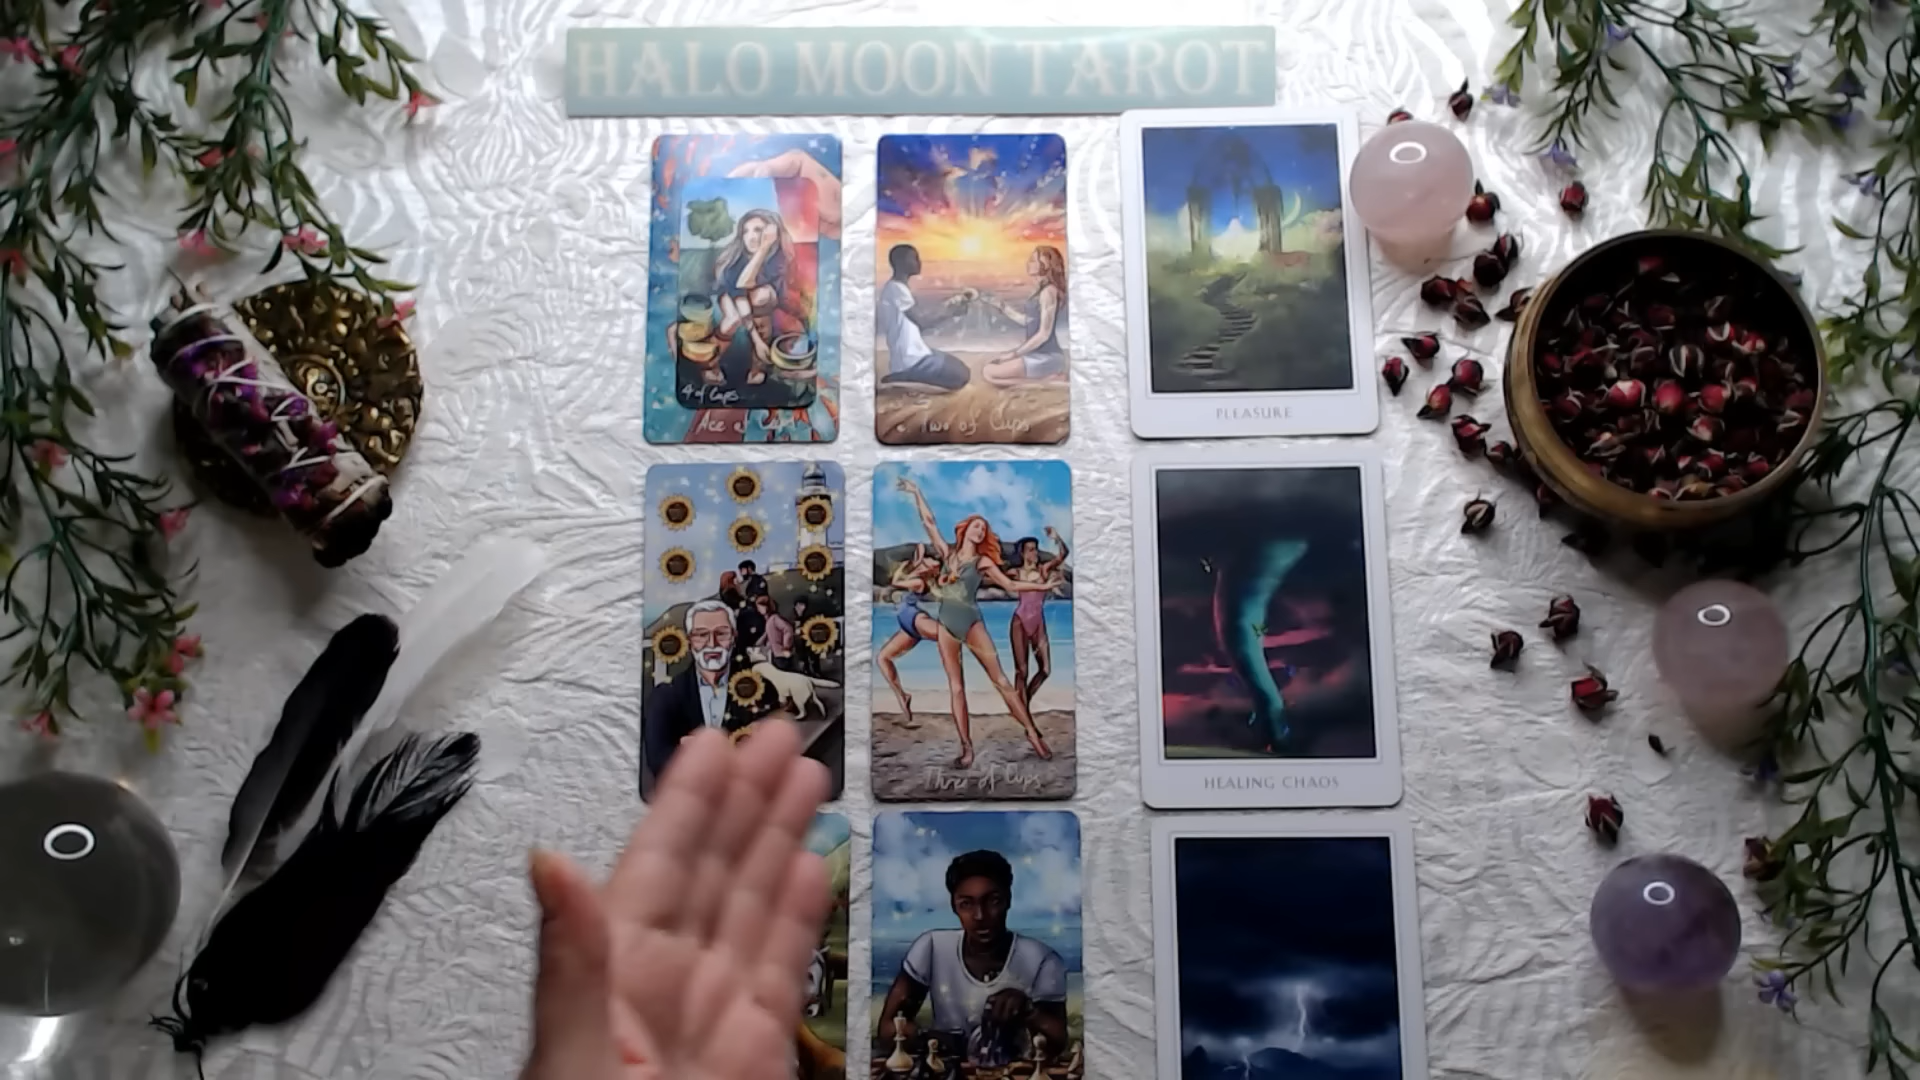 HALO MOON TAROT
4 of Cups
Ace of Cups
Two of Cups
PLEASURE
Three of Cups
HEALING CHAOS